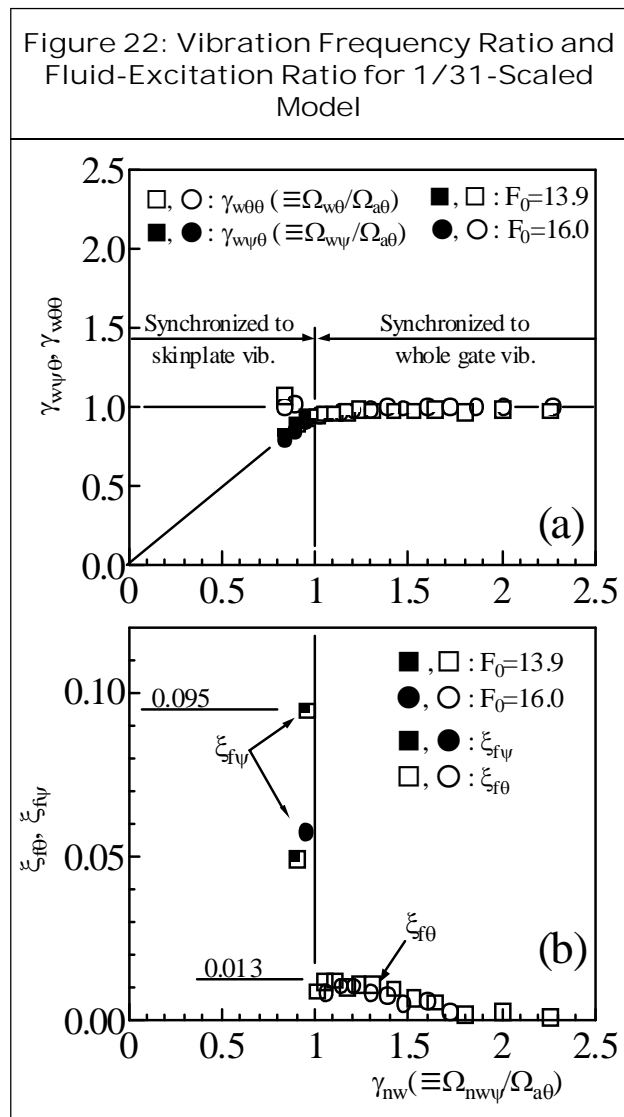 Figure 22: Vibration Frequency Ratio and
Fluid-Excitation Ratio for 1/31-Scaled
Model
2.5
2.0
1.5
1.0
0.5
0.0
γwψθ, γwθθ
□, ○ : γwθθ (≡Ωwθ/Ωaθ)
■, ● : γwψθ (≡Ωwψ/Ωaθ)
■, □ : F0=13.9
●, ○ : F0=16.0
Synchronized to
skinplate vib.
Synchronized to
whole gate vib.
(a)
0 0.5 1 1.5 2 2.5
0.10
0.05
0.00
ξfθ, ξfψ
■, □ : F0=13.9
●, ○ : F0=16.0
■, ● : ξfψ
□, ○ : ξfθ
0.095
ξfψ
ξfθ
0.013
(b)
0 0.5 1 1.5 2 2.5
γnw(≡Ωnwψ/Ωaθ)